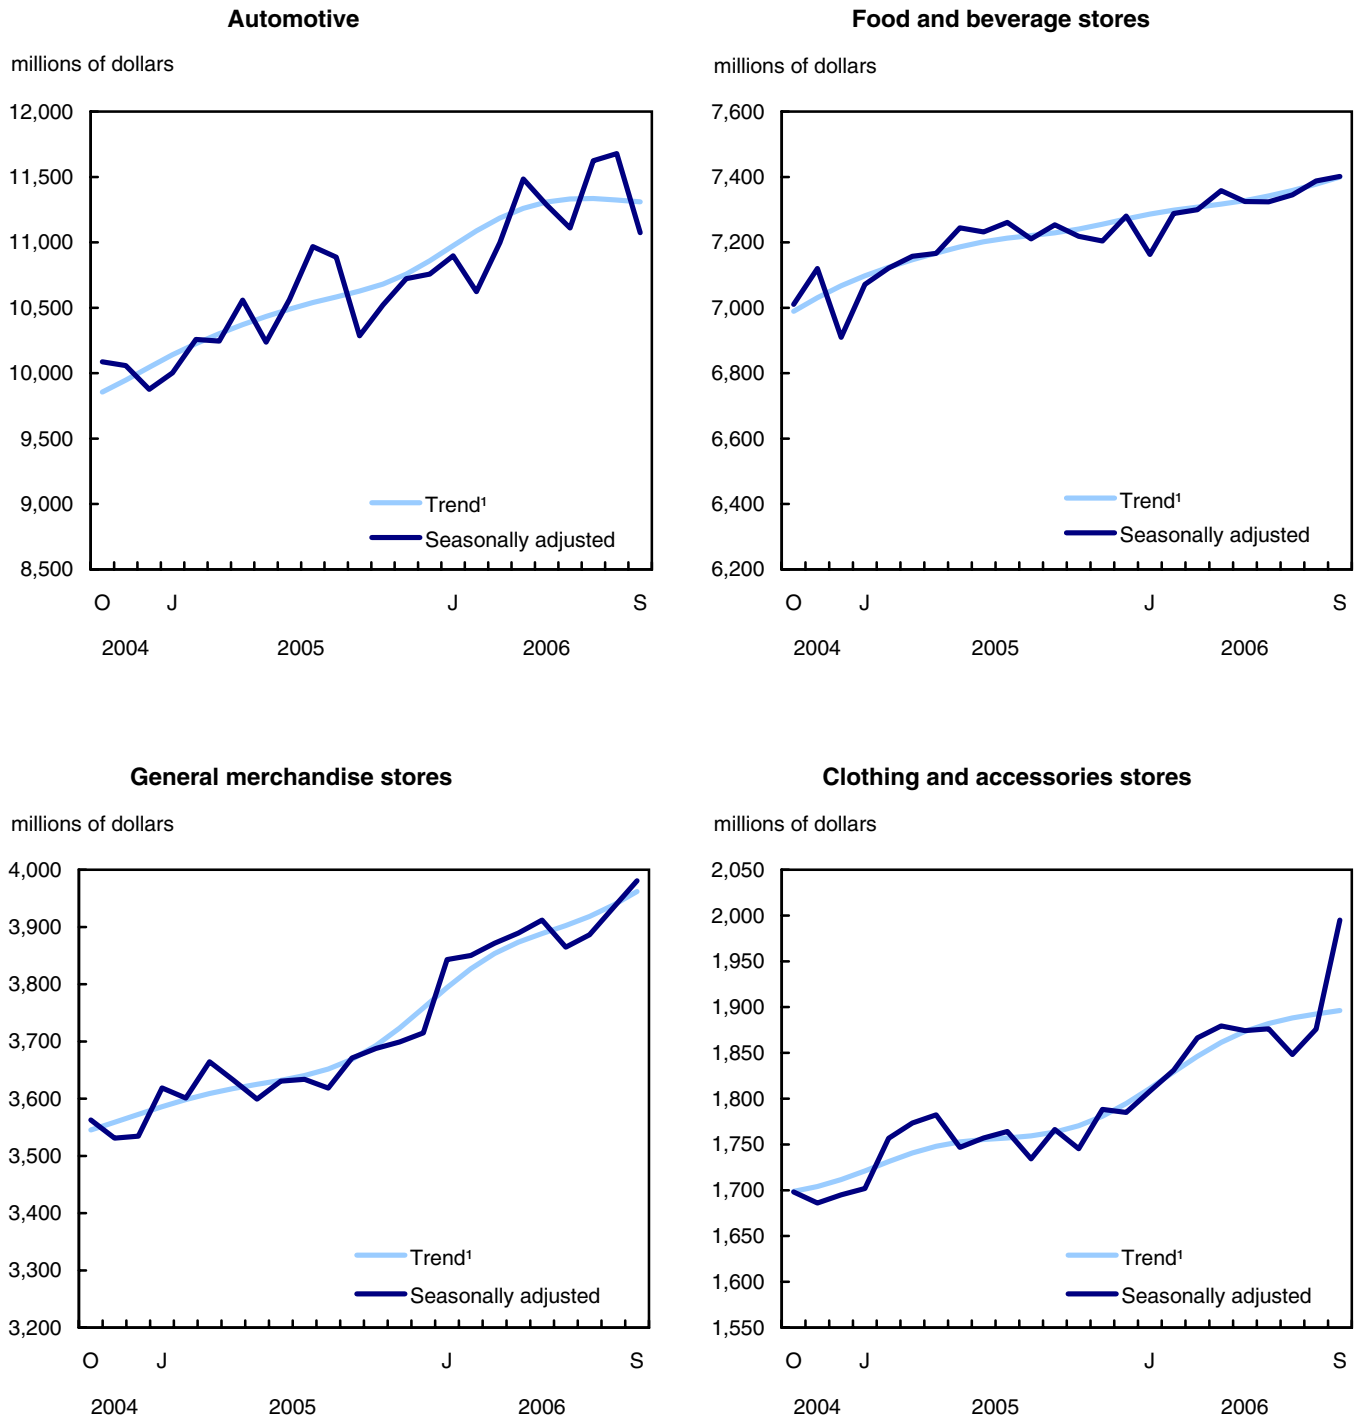 Automotive
millions of dollars
12,000
11,500
11,000
10,500
10,000
9,500
9,000
8,500
Trend¹
Seasonally adjusted
O J J S
2004 2005 2006
Food and beverage stores
millions of dollars
7,600
7,400
7,200
7,000
6,800
6,600
6,400
6,200
Trend¹
Seasonally adjusted
O J J S
2004 2005 2006
General merchandise stores
millions of dollars
4,000
3,900
3,800
3,700
3,600
3,500
3,400
3,300
3,200
Trend¹
Seasonally adjusted
O J J S
2004 2005 2006
Clothing and accessories stores
millions of dollars
2,050
2,000
1,950
1,900
1,850
1,800
1,750
1,700
1,650
1,600
1,550
Trend¹
Seasonally adjusted
O J J S
2004 2005 2006